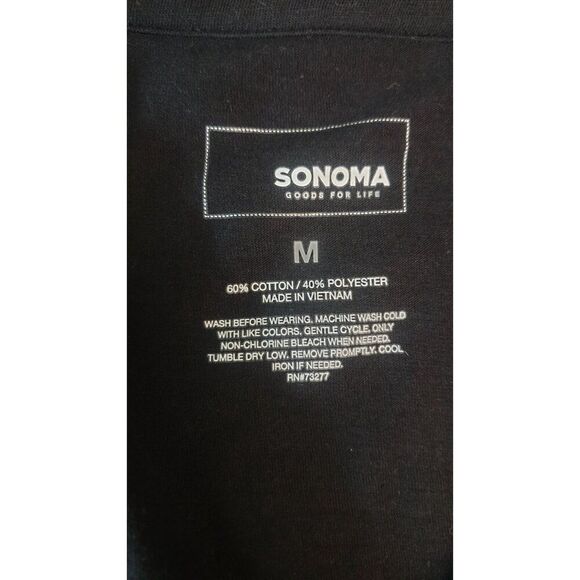 SONOMA
GOODS FOR LIFE
M
60% COTTON / 40% POLYESTER
MADE IN VIETNAM
WASH BEFORE WEARING. MACHINE WASH COLD
WITH LIKE COLORS, GENTLE CYCLE. ONLY
NON-CHLORINE BLEACH WHEN NEEDED.
TUMBLE DRY LOW. REMOVE PROMPTLY. COOL
IRON IF NEEDED.
RN#73277